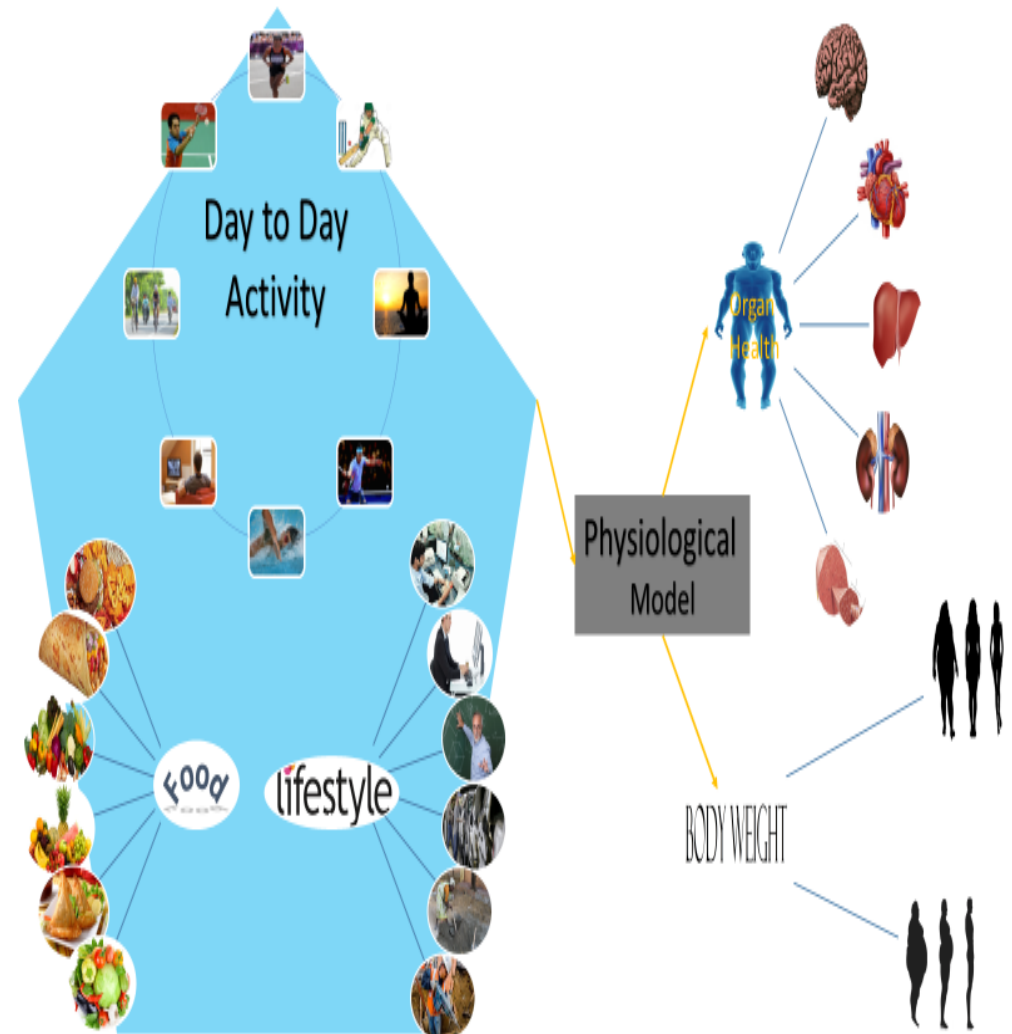 Day to Day
Activity
Organ
Health
Physiological
Model
Food
lifestyle
BODY WEIGHT